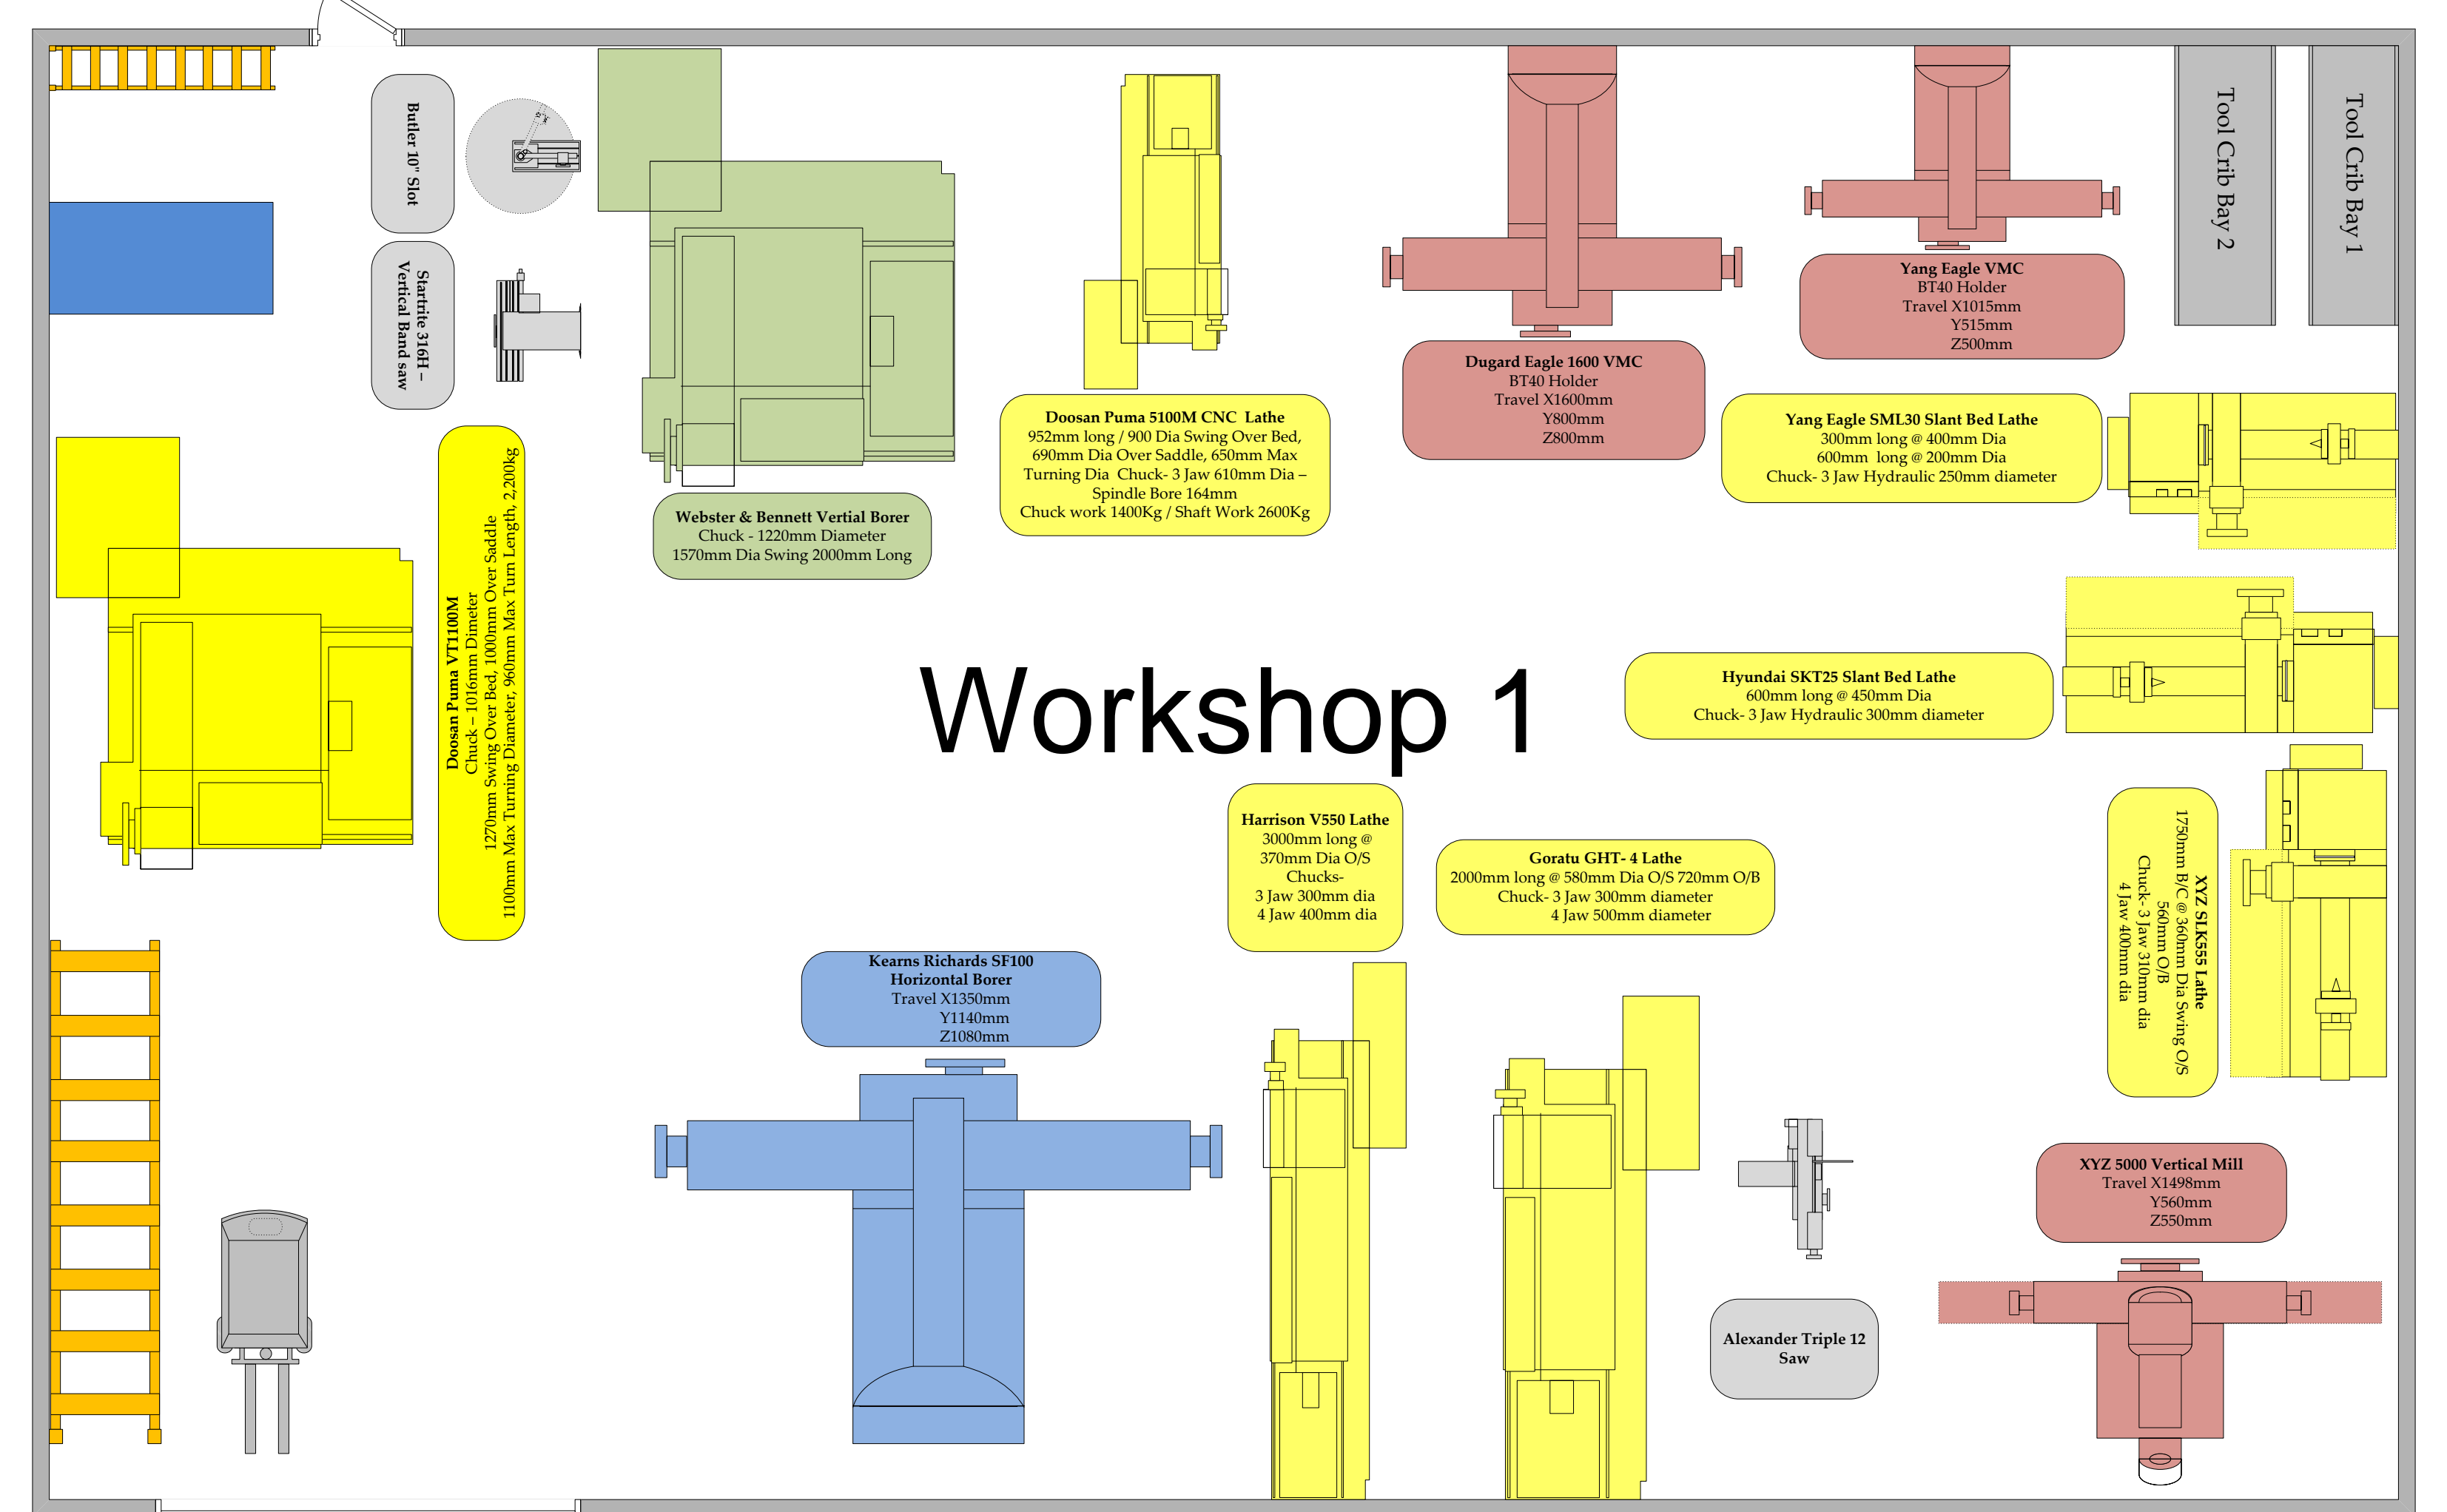 Butler 10" Slot
Startrite 316H –
Vertical Band saw
Tool Crib Bay 2
Tool Crib Bay 1
Yang Eagle VMC
BT40 Holder
Travel X1015mm
Y515mm
Z500mm
Dugard Eagle 1600 VMC
BT40 Holder
Travel X1600mm
Y800mm
Z800mm
Doosan Puma 5100M CNC Lathe
952mm long / 900 Dia Swing Over Bed,
690mm Dia Over Saddle, 650mm Max
Turning Dia Chuck- 3 Jaw 610mm Dia –
Spindle Bore 164mm
Chuck work 1400Kg / Shaft Work 2600Kg
Yang Eagle SML30 Slant Bed Lathe
300mm long @ 400mm Dia
600mm long @ 200mm Dia
Chuck- 3 Jaw Hydraulic 250mm diameter
Webster & Bennett Vertial Borer
Chuck - 1220mm Diameter
1570mm Dia Swing 2000mm Long
Doosan Puma VT1100M
Chuck – 1016mm Dimeter
1270mm Swing Over Bed, 1000mm Over Saddle
1100mm Max Turning Diameter, 960mm Max Turn Length, 2,200kg
Workshop 1
Hyundai SKT25 Slant Bed Lathe
600mm long @ 450mm Dia
Chuck- 3 Jaw Hydraulic 300mm diameter
Harrison V550 Lathe
3000mm long @
370mm Dia O/S
Chucks-
3 Jaw 300mm dia
4 Jaw 400mm dia
Goratu GHT- 4 Lathe
2000mm long @ 580mm Dia O/S 720mm O/B
Chuck- 3 Jaw 300mm diameter
4 Jaw 500mm diameter
XYZ SLK555 Lathe
1750mm B/C @ 360mm Dia Swing O/S
560mm O/B
Chuck- 3 Jaw 310mm dia
4 Jaw 400mm dia
Kearns Richards SF100
Horizontal Borer
Travel X1350mm
Y1140mm
Z1080mm
XYZ 5000 Vertical Mill
Travel X1498mm
Y560mm
Z550mm
Alexander Triple 12
Saw